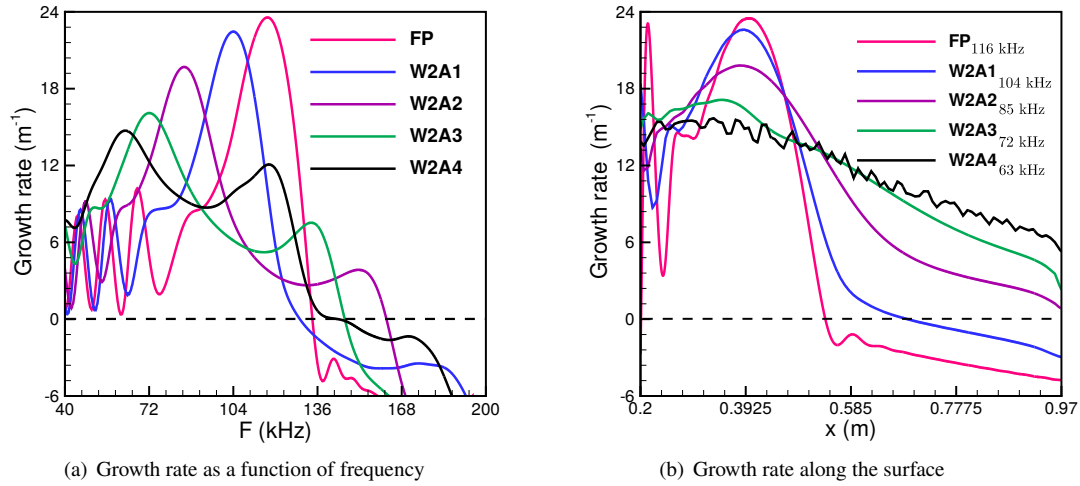 24
18
12
6
0
-6
Growth rate (m⁻¹)
FP
W2A1
W2A2
W2A3
W2A4
40
72
104
136
168
200
F (kHz)
(a) Growth rate as a function of frequency
24
18
12
6
0
-6
Growth rate (m⁻¹)
FP116 kHz
W2A1104 kHz
W2A285 kHz
W2A372 kHz
W2A463 kHz
0.2
0.3925
0.585
0.7775
0.97
x (m)
(b) Growth rate along the surface